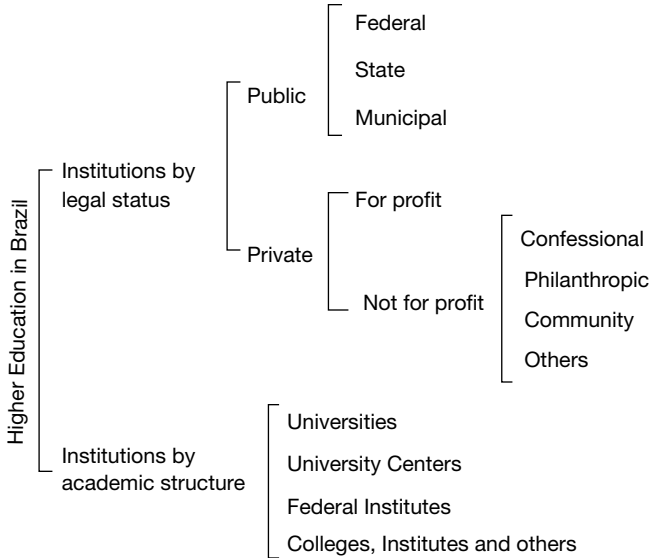 Higher Education in Brazil
Institutions by
legal status
Public
Federal
State
Municipal
Private
For profit
Not for profit
Confessional
Philanthropic
Community
Others
Institutions by
academic structure
Universities
University Centers
Federal Institutes
Colleges, Institutes and others